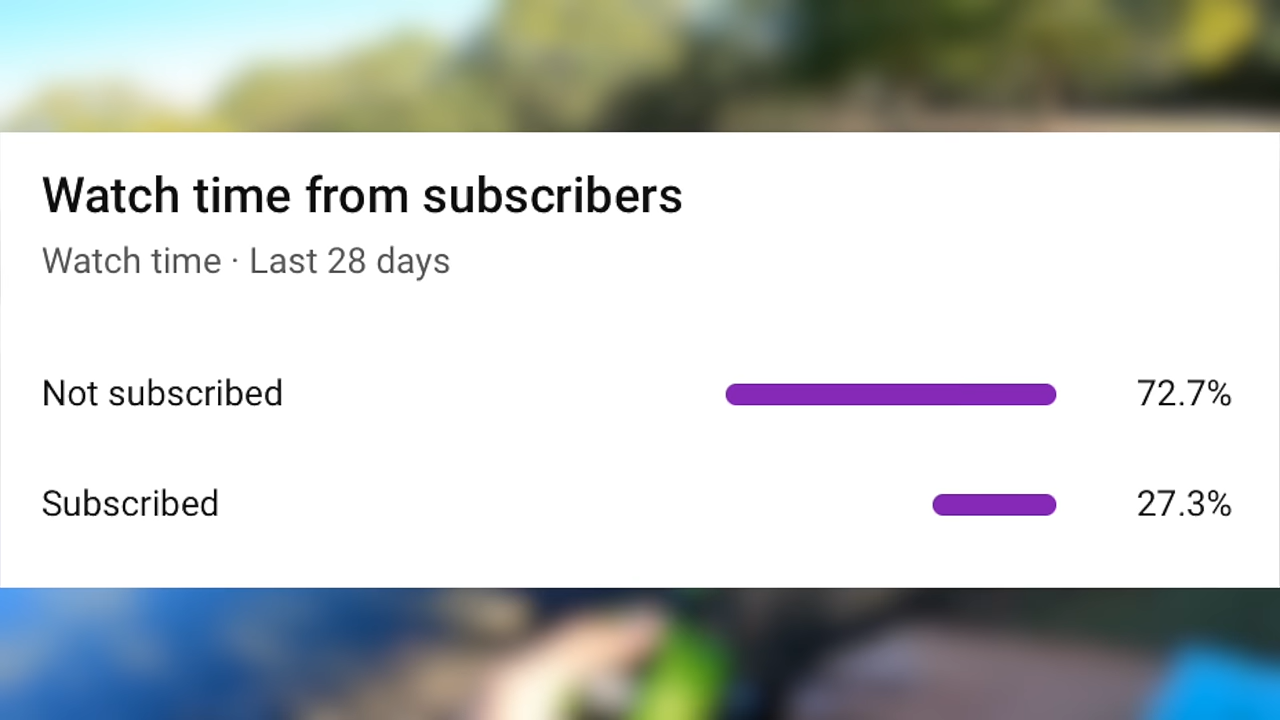 Watch time from subscribers
Watch time · Last 28 days
Not subscribed 72.7%
Subscribed 27.3%